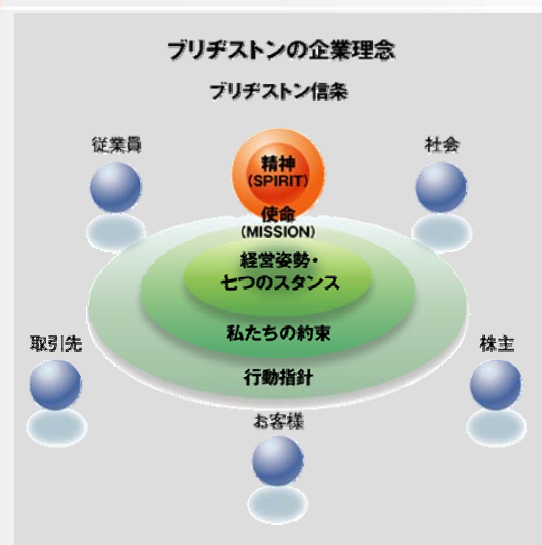 ブリヂストンの企業理念
ブリヂストン信条
従業員
社会
精神
(SPIRIT)
使命
(MISSION)
経営姿勢・
七つのスタンス
取引先
私たちの約束
株主
行動指針
お客様